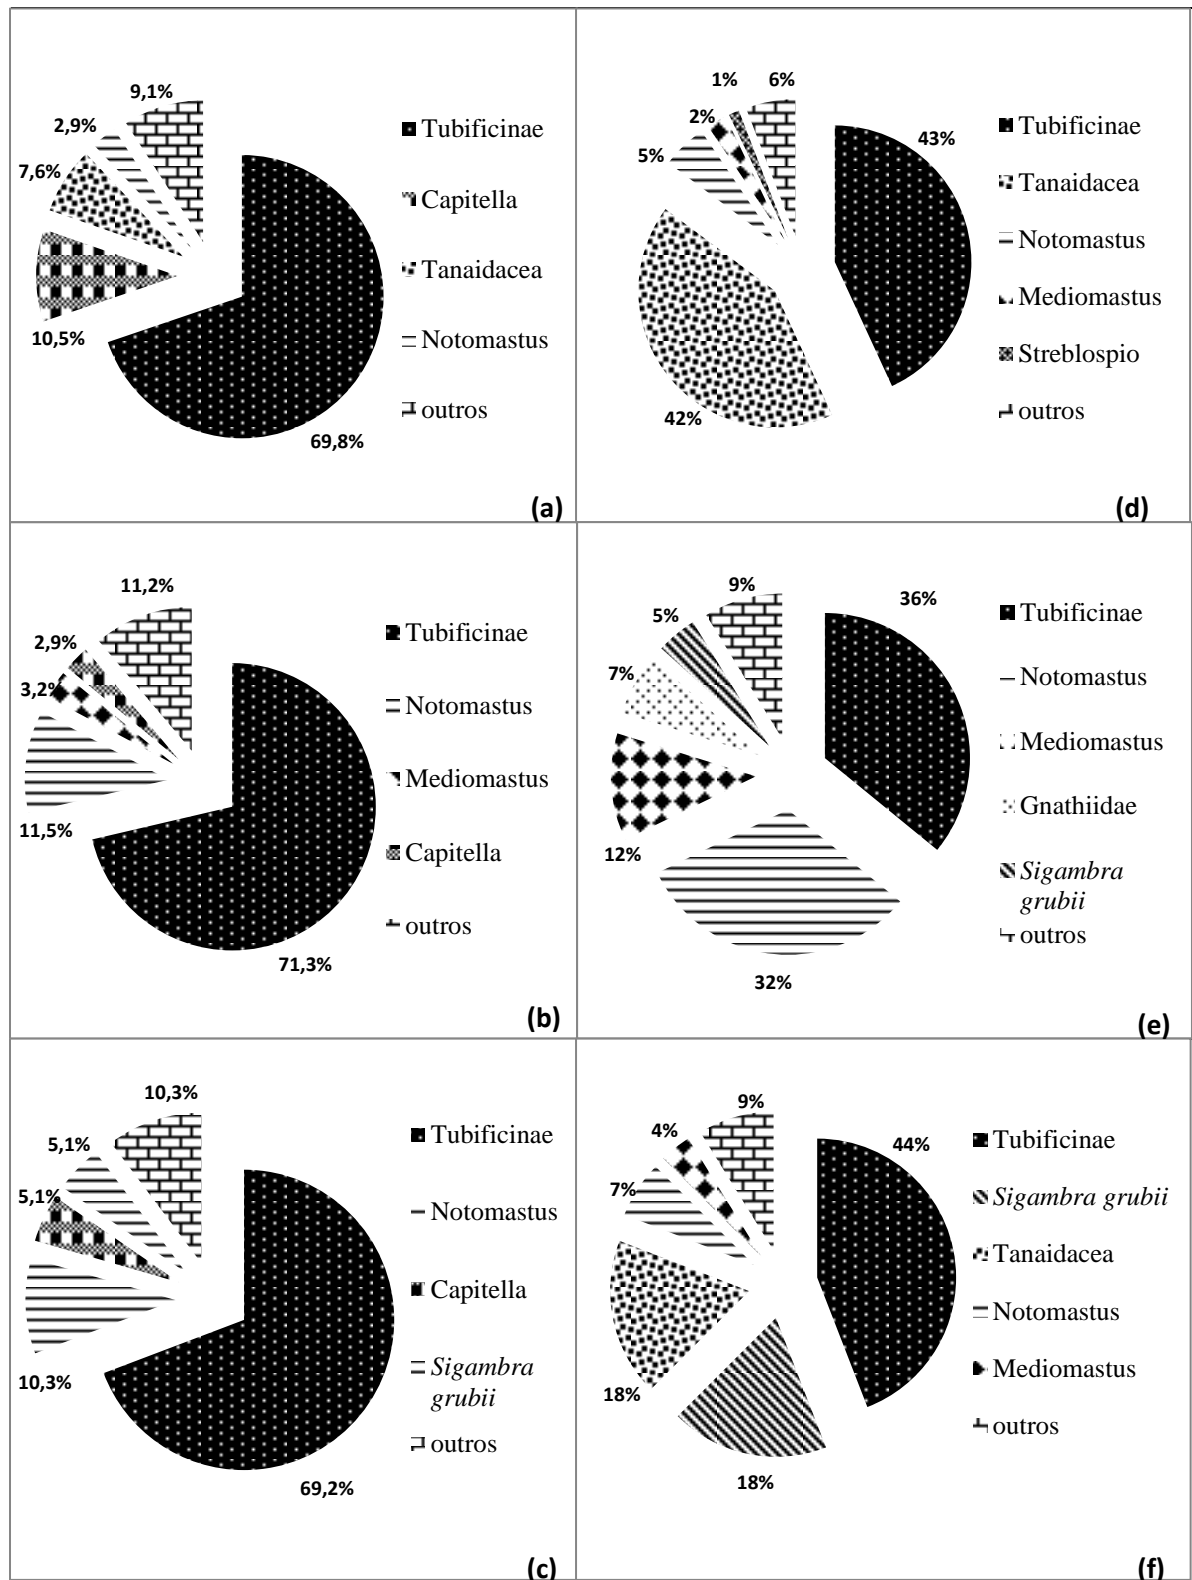 9,1%
2,9%
7,6%
10,5%
69,8%
Tubificinae
Capitella
Tanaidacea
Notomastus
outros
(a)
1%
6%
2%
5%
43%
42%
Tubificinae
Tanaidacea
Notomastus
Mediomastus
Streblospio
outros
(d)
11,2%
2,9%
3,2%
11,5%
71,3%
Tubificinae
Notomastus
Mediomastus
Capitella
outros
(b)
9%
5%
7%
12%
36%
32%
Tubificinae
Notomastus
Mediomastus
Gnathiidae
Sigambra
grubii
outros
(e)
10,3%
5,1%
5,1%
10,3%
69,2%
Tubificinae
Notomastus
Capitella
Sigambra
grubii
outros
(c)
9%
4%
7%
18%
44%
18%
Tubificinae
Sigambra grubii
Tanaidacea
Notomastus
Mediomastus
outros
(f)